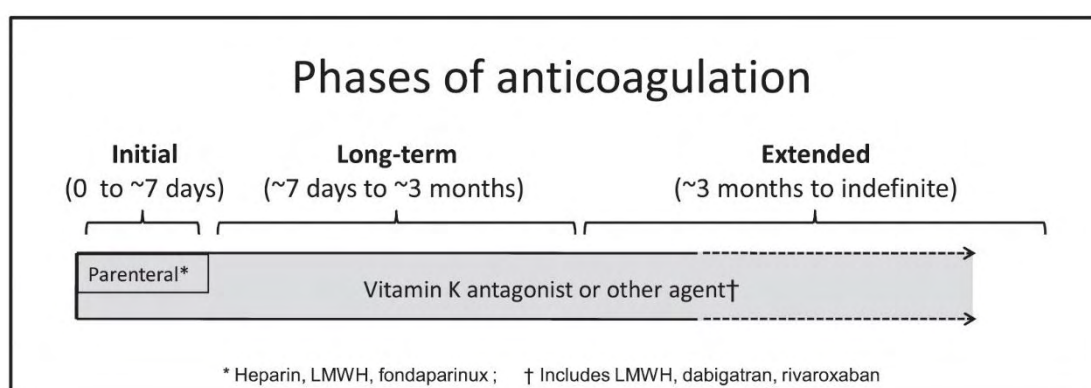 Phases of anticoagulation
Initial
(0 to ~7 days)
Long-term
(~7 days to ~3 months)
Extended
(~3 months to indefinite)
Parenteral*
Vitamin K antagonist or other agent†
* Heparin, LMWH, fondaparinux ; † Includes LMWH, dabigatran, rivaroxaban